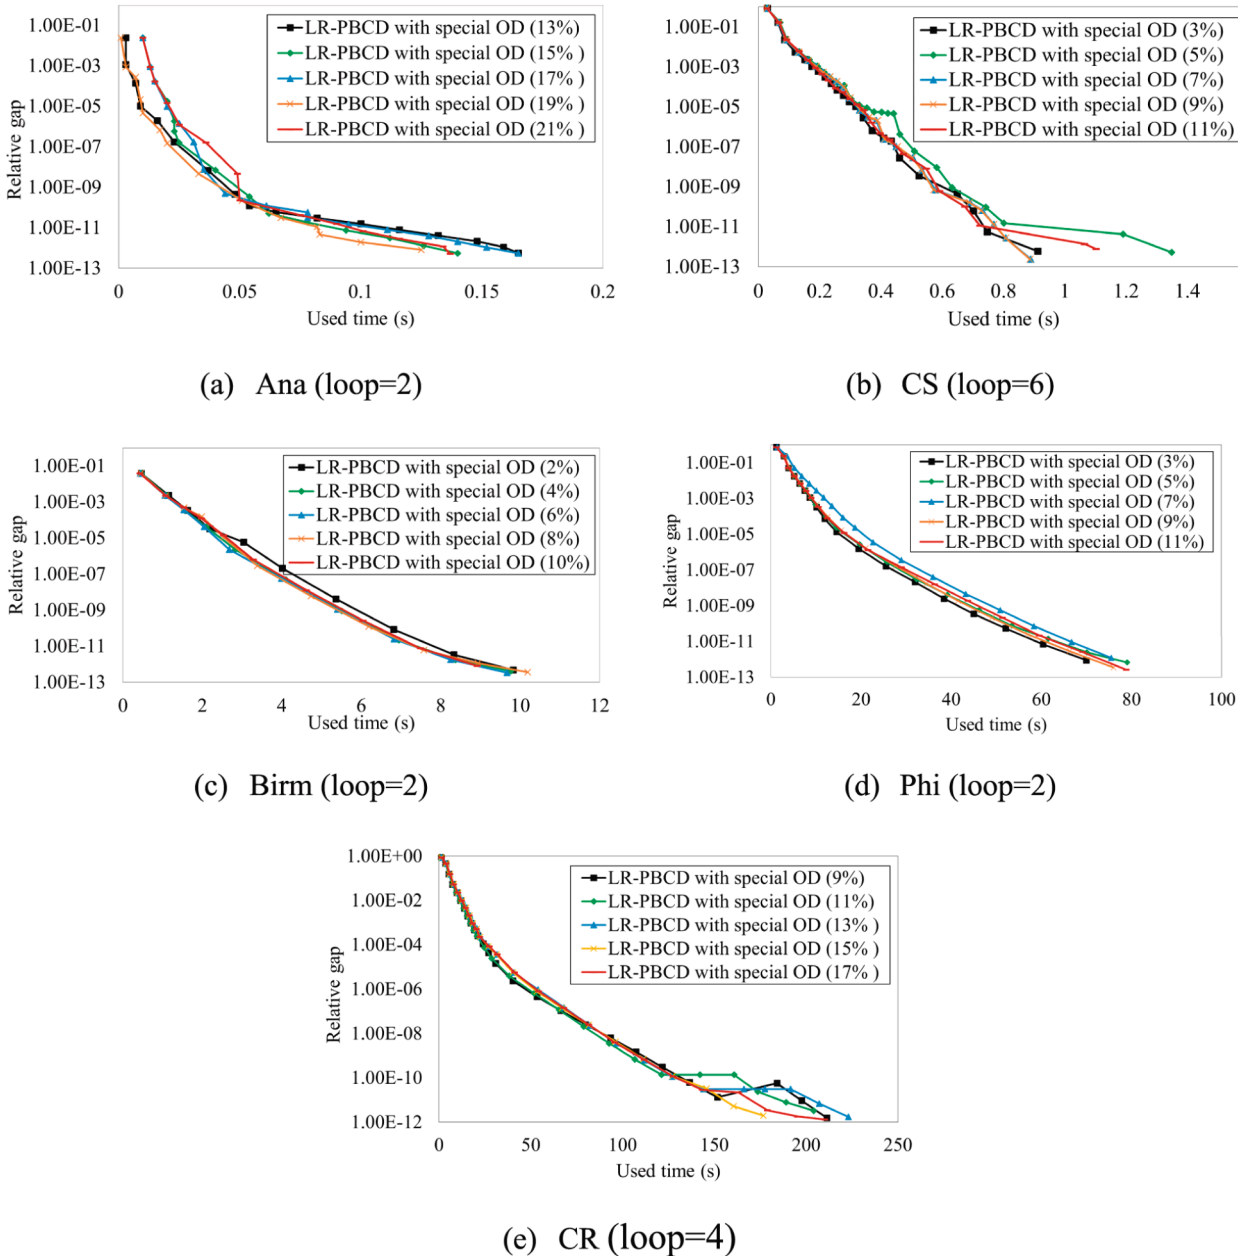 1.00E-01
1.00E-03
1.00E-05
1.00E-07
1.00E-09
1.00E-11
1.00E-13
Relative gap
LR-PBCD with special OD (13%)
LR-PBCD with special OD (15% )
LR-PBCD with special OD (17% )
LR-PBCD with special OD (19% )
LR-PBCD with special OD (21% )
0 0.05 0.1 0.15 0.2
Used time (s)
(a) Ana (loop=2)
1.00E-01
1.00E-03
1.00E-05
1.00E-07
1.00E-09
1.00E-11
1.00E-13
Relative gap
LR-PBCD with special OD (3%)
LR-PBCD with special OD (5%)
LR-PBCD with special OD (7%)
LR-PBCD with special OD (9%)
LR-PBCD with special OD (11%)
0 0.2 0.4 0.6 0.8 1 1.2 1.4
Used time (s)
(b) CS (loop=6)
1.00E-01
1.00E-03
1.00E-05
1.00E-07
1.00E-09
1.00E-11
1.00E-13
Relative gap
LR-PBCD with special OD (2%)
LR-PBCD with special OD (4%)
LR-PBCD with special OD (6%)
LR-PBCD with special OD (8%)
LR-PBCD with special OD (10%)
0 2 4 6 8 10 12
Used time (s)
(c) Birm (loop=2)
1.00E-01
1.00E-03
1.00E-05
1.00E-07
1.00E-09
1.00E-11
1.00E-13
Relative gap
LR-PBCD with special OD (3%)
LR-PBCD with special OD (5%)
LR-PBCD with special OD (7%)
LR-PBCD with special OD (9%)
LR-PBCD with special OD (11%)
0 20 40 60 80 100
Used time (s)
(d) Phi (loop=2)
1.00E+00
1.00E-02
1.00E-04
1.00E-06
1.00E-08
1.00E-10
1.00E-12
Relative gap
LR-PBCD with special OD (9%)
LR-PBCD with special OD (11%)
LR-PBCD with special OD (13% )
LR-PBCD with special OD (15% )
LR-PBCD with special OD (17% )
0 50 100 150 200 250
Used time (s)
(e) CR (loop=4)